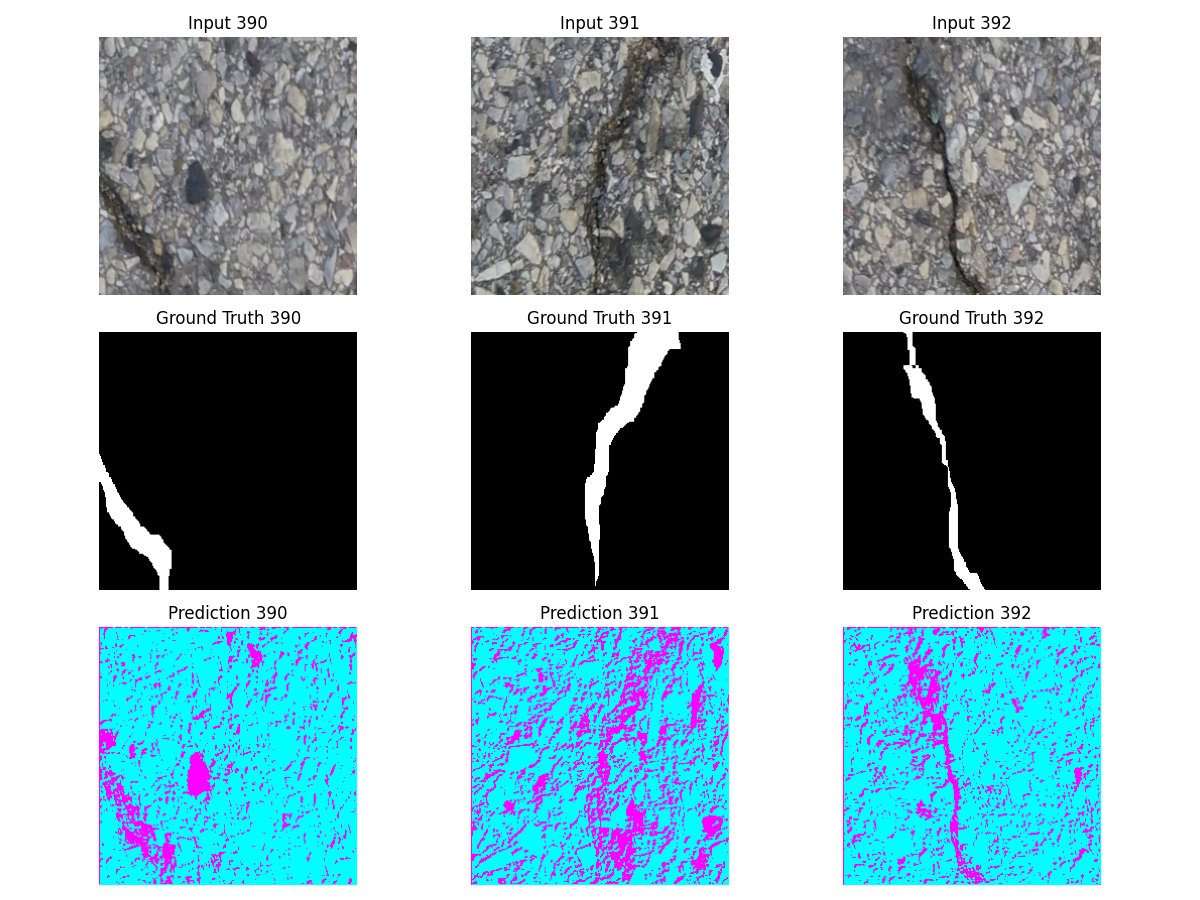 Input 390
Input 391
Input 392
Ground Truth 390
Ground Truth 391
Ground Truth 392
Prediction 390
Prediction 391
Prediction 392